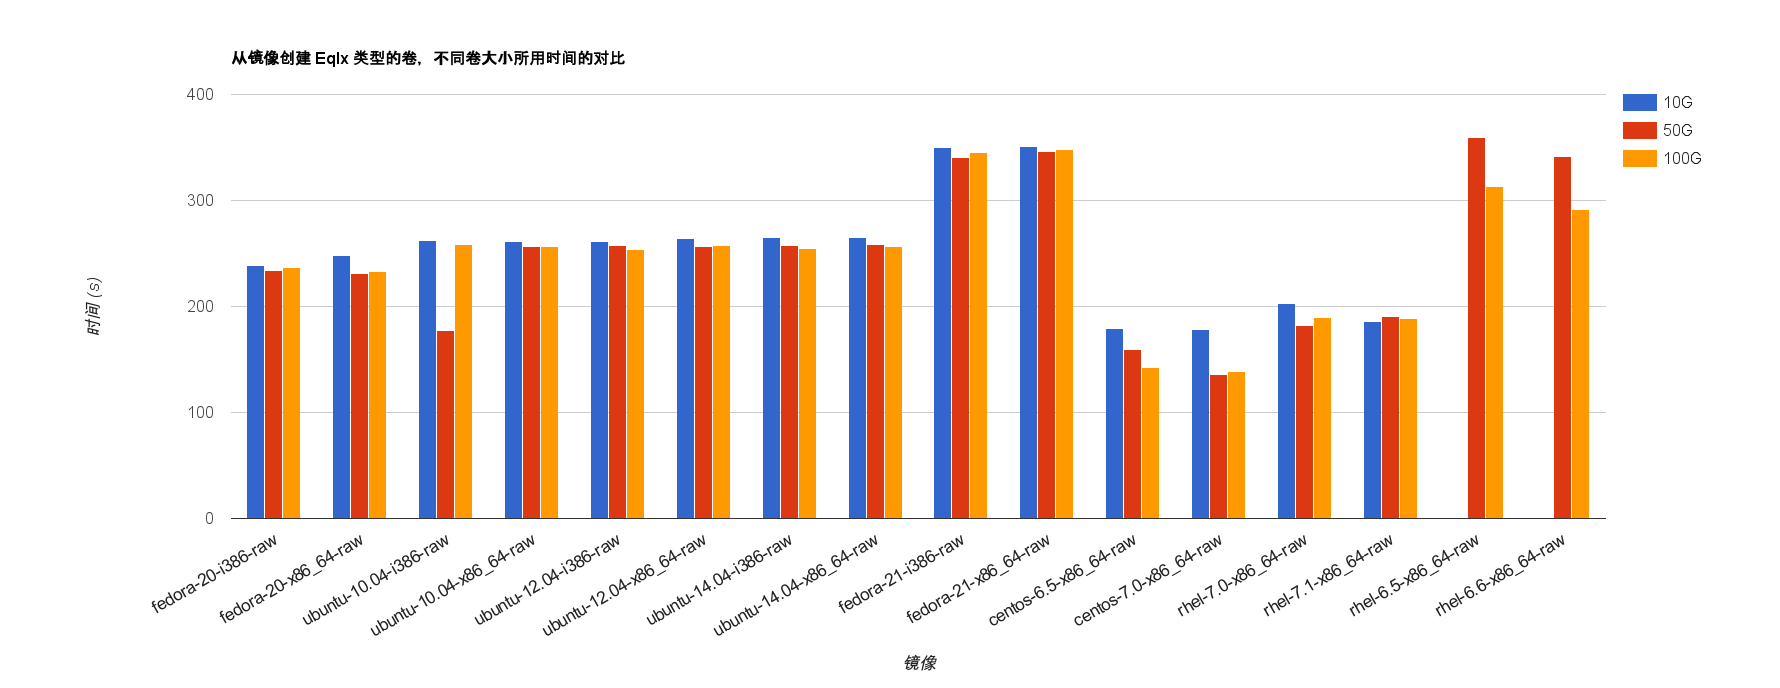 从镜像创建 Eqlx 类型的卷，不同卷大小所用时间的对比
400
300
200
100
0
时间 (s)
10G
50G
100G
fedora-20-i386-raw
fedora-20-x86_64-raw
ubuntu-10.04-i386-raw
ubuntu-10.04-x86_64-raw
ubuntu-12.04-i386-raw
ubuntu-12.04-x86_64-raw
ubuntu-14.04-i386-raw
ubuntu-14.04-x86_64-raw
fedora-21-i386-raw
fedora-21-x86_64-raw
centos-6.5-x86_64-raw
centos-7.0-x86_64-raw
rhel-7.0-x86_64-raw
rhel-7.1-x86_64-raw
rhel-6.5-x86_64-raw
rhel-6.6-x86_64-raw
镜像